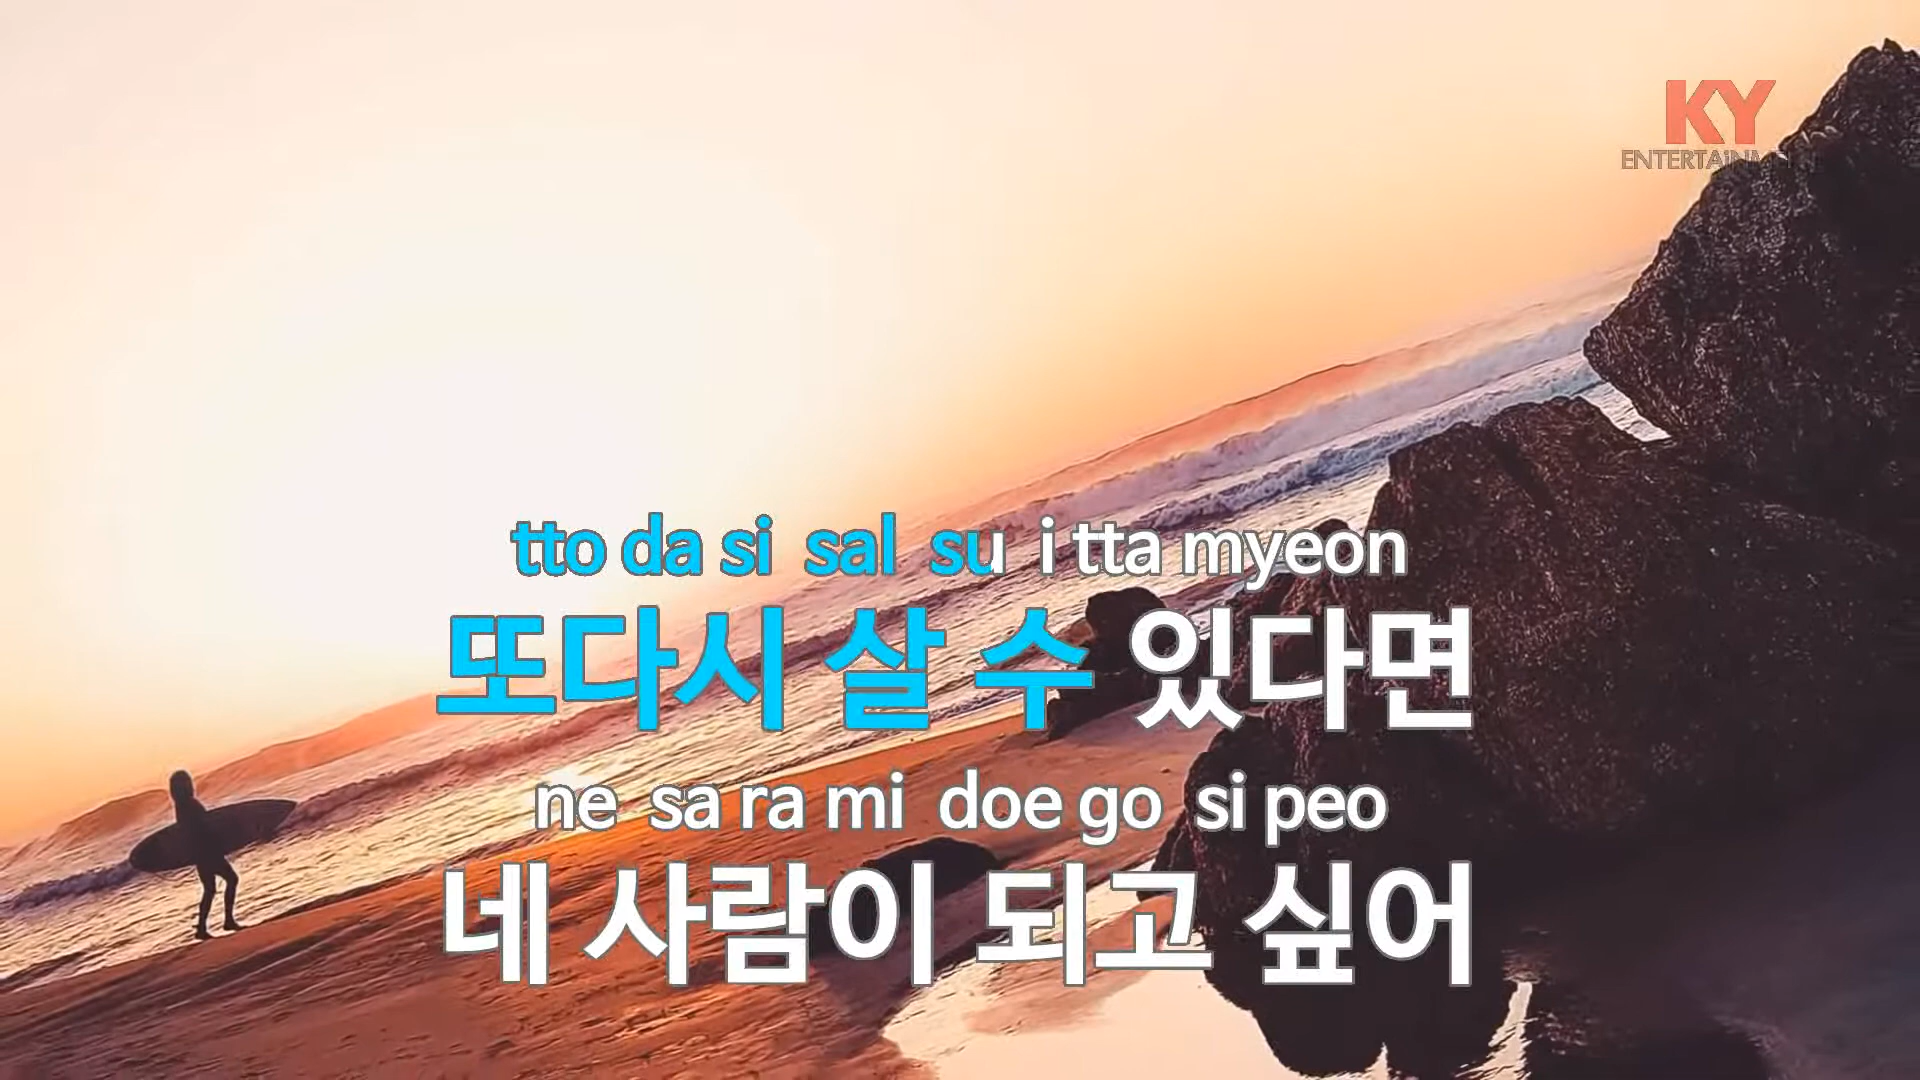 KY
ENTERTAINMENT
tto da si sal su i tta myeon
또다시 살 수 있다면
ne sa ra mi doe go si peo
네 사람이 되고 싶어